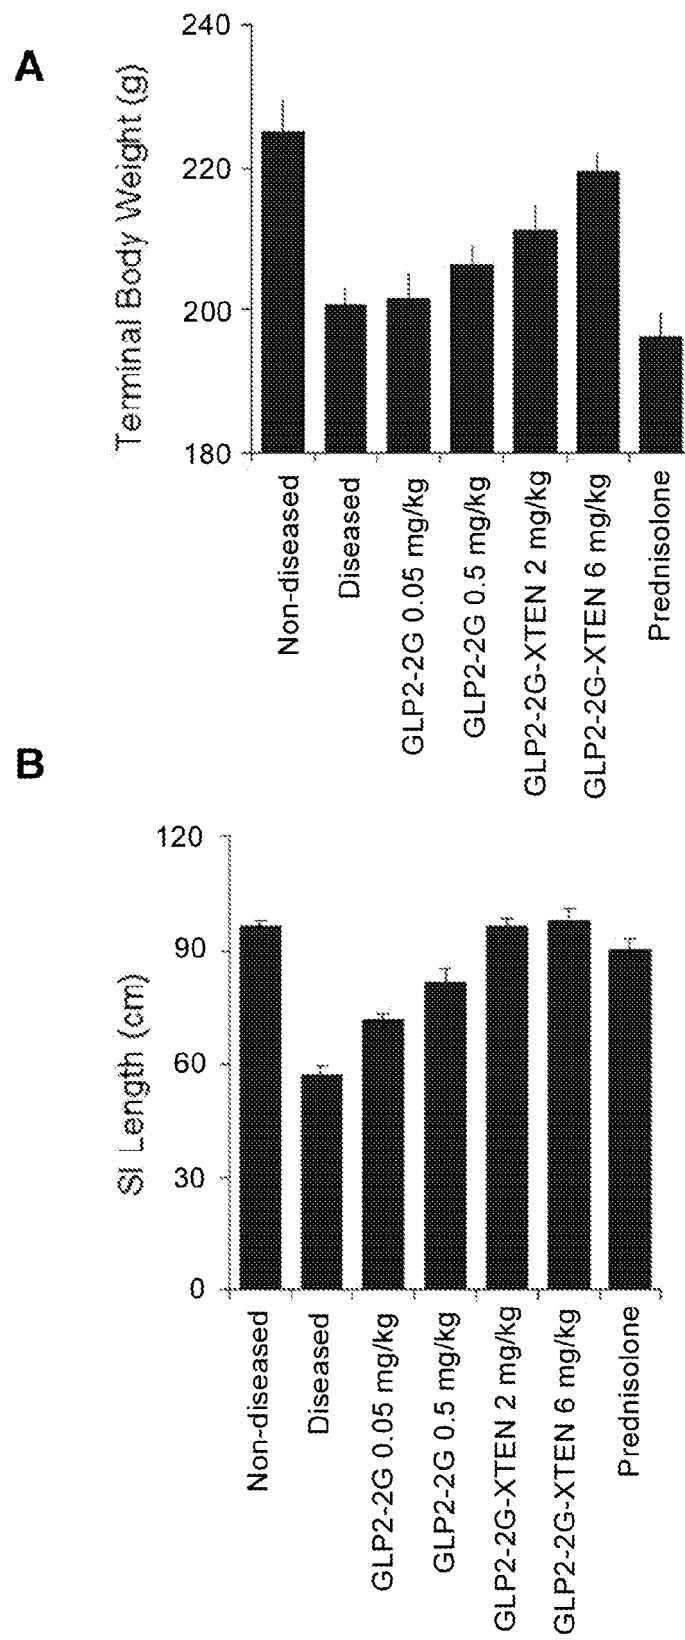 A
Terminal Body Weight (g)
240
220
200
180
Non-diseased
Diseased
GLP2-2G 0.05 mg/kg
GLP2-2G 0.5 mg/kg
GLP2-2G-XTEN 2 mg/kg
GLP2-2G-XTEN 6 mg/kg
Prednisolone
B
SI Length (cm)
120
90
60
30
0
Non-diseased
Diseased
GLP2-2G 0.05 mg/kg
GLP2-2G 0.5 mg/kg
GLP2-2G-XTEN 2 mg/kg
GLP2-2G-XTEN 6 mg/kg
Prednisolone